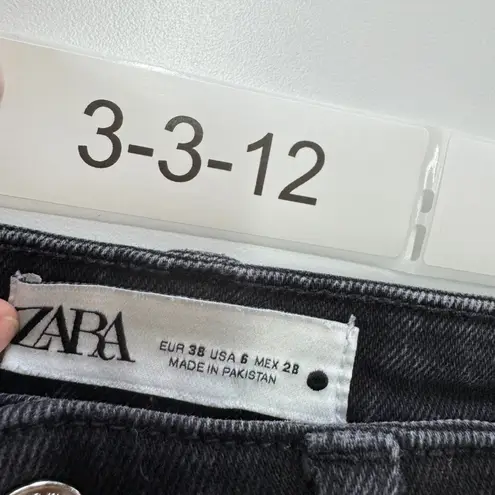 3-3-12
ZARA
EUR 38 USA 6 MEX 28
MADE IN PAKISTAN